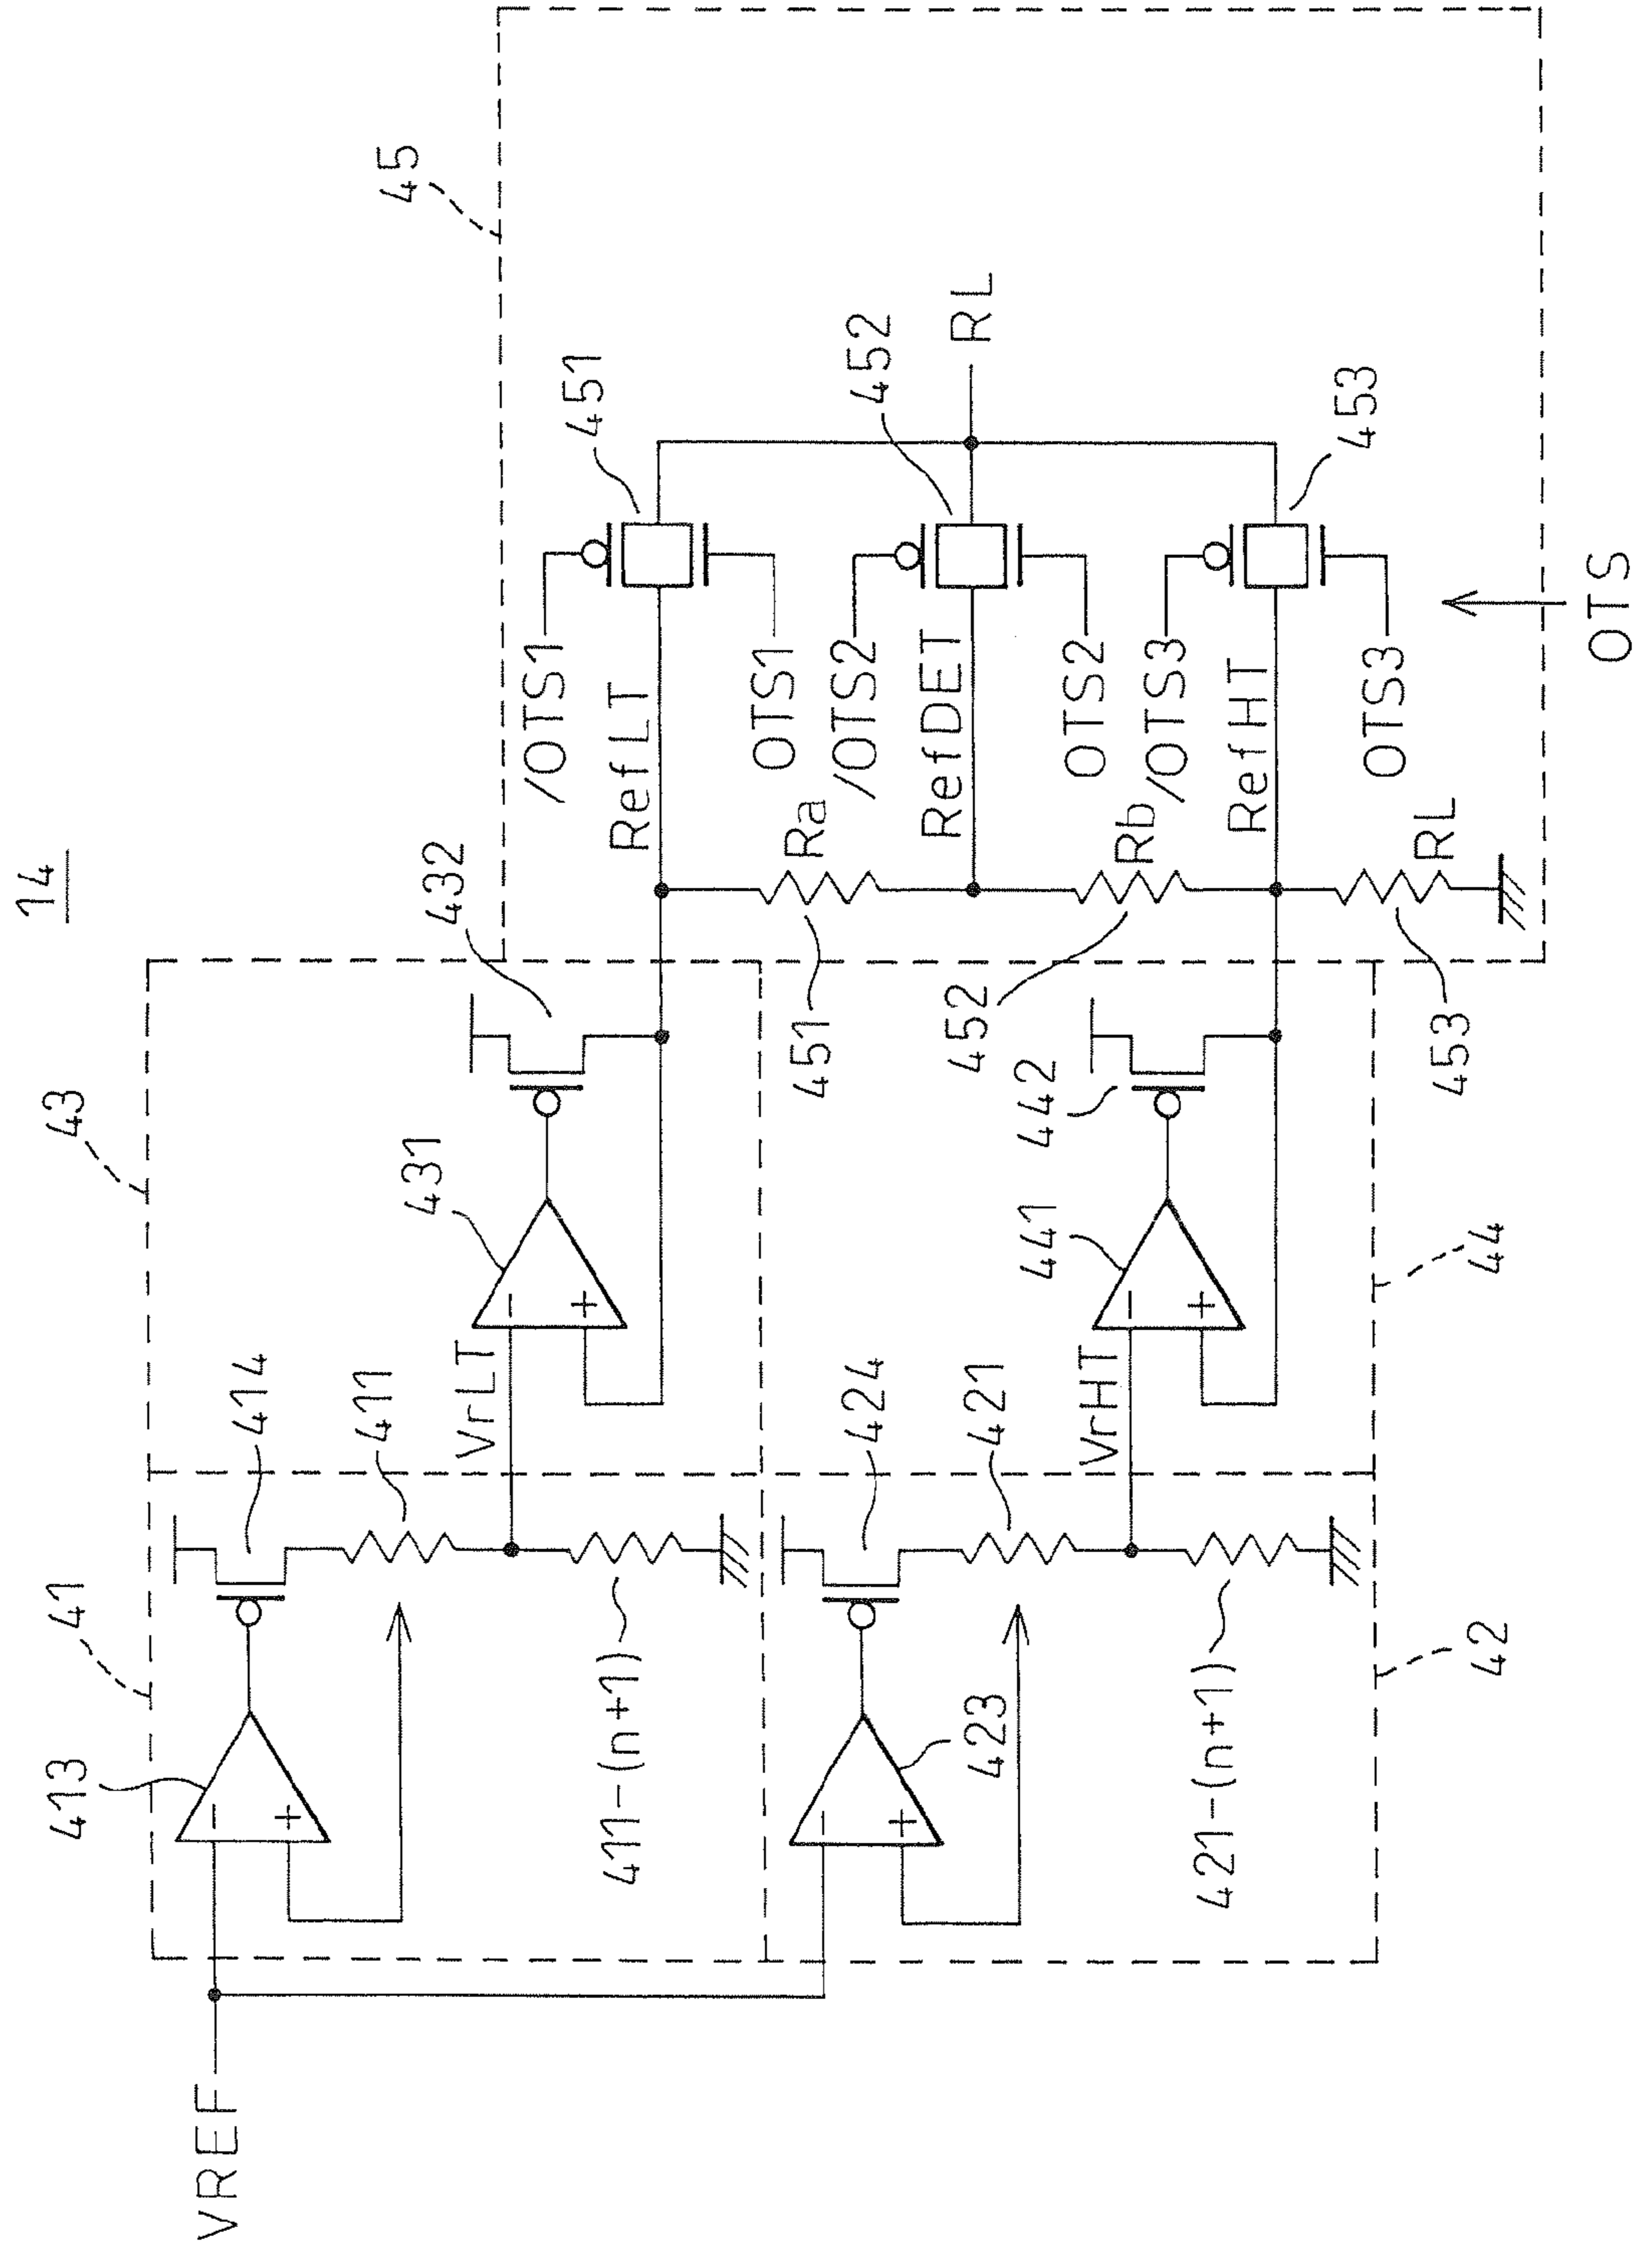 14
VREF
41
413
414
411
411-(n+1)
43
VrLT
431
432
42
423
424
421
421-(n+1)
44
VrHT
441
442
45
RefLT
/OTS1
OTS1
451
Ra
451
RefDET
/OTS2
OTS2
452
Rb
452
RefHT
/OTS3
OTS3
453
RL
453
RL
OTS